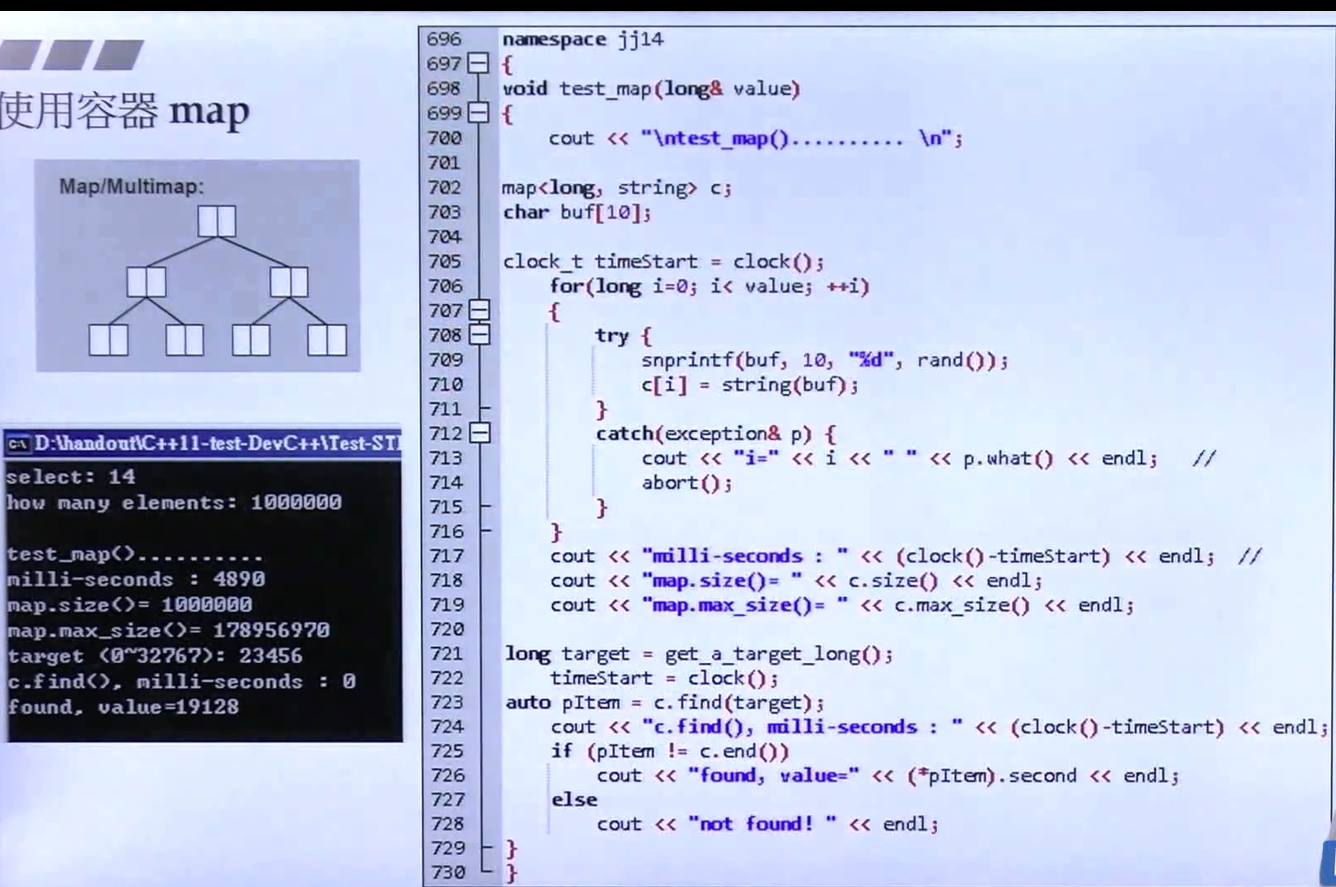 使用容器 map
Map/Multimap:
D:\handout\C++11-test-DevC++\Test-STL
select: 14
how many elements: 1000000
test_map()..........
milli-seconds : 4890
map.size()= 1000000
map.max_size()= 178956970
target (0~32767): 23456
c.find(), milli-seconds : 0
found, value=19128
696 namespace jj14
697 {
698 void test_map(long& value)
699 {
700 cout << "\ntest_map().......... \n";
701
702 map<long, string> c;
703 char buf[10];
704
705 clock_t timeStart = clock();
706 for(long i=0; i< value; ++i)
707 {
708 try {
709 snprintf(buf, 10, "%d", rand());
710 c[i] = string(buf);
711 }
712 catch(exception& p) {
713 cout << "i=" << i << " " << p.what() << endl; //
714 abort();
715 }
716 }
717 cout << "milli-seconds : " << (clock()-timeStart) << endl; //
718 cout << "map.size()= " << c.size() << endl;
719 cout << "map.max_size()= " << c.max_size() << endl;
720
721 long target = get_a_target_long();
722 timeStart = clock();
723 auto pItem = c.find(target);
724 cout << "c.find(), milli-seconds : " << (clock()-timeStart) << endl;
725 if (pItem != c.end())
726 cout << "found, value=" << (*pItem).second << endl;
727 else
728 cout << "not found! " << endl;
729 }
730 }